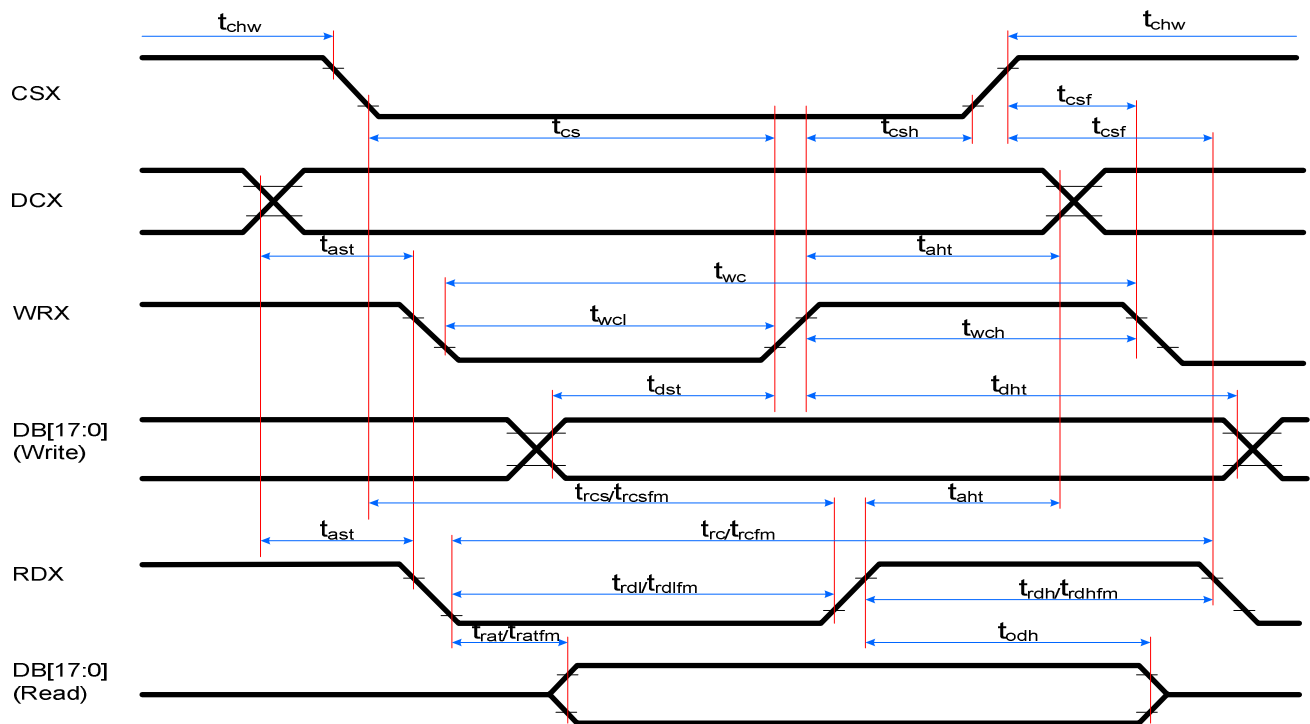 tchw
tchw
CSX
tcsf
tcs
tcsh
tcsf
DCX
tast
taht
twc
WRX
twcl
twch
tdst
tdht
DB[17:0]
(Write)
trcs/trcsfm
taht
tast
trc/trcfm
RDX
trdl/trdlfm
trdh/trdhfm
trat/tratfm
todh
DB[17:0]
(Read)